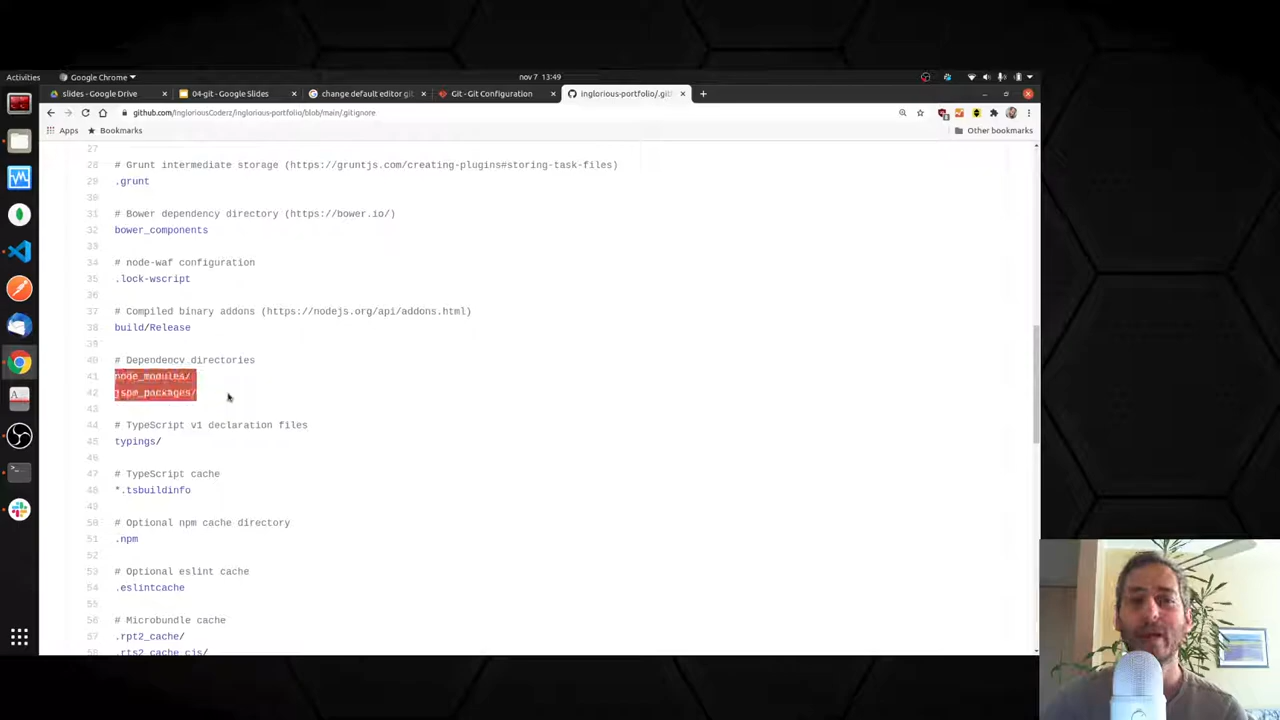 Activities
Google Chrome
nov 7 13:49
slides - Google Drive
04-git - Google Slides
change default editor git
Git - Git Configuration
inglorious-portfolio/.git
github.com/IngloriousCoderz/inglorious-portfolio/blob/main/.gitignore
Apps
Bookmarks
Other bookmarks
27
28 # Grunt intermediate storage (https://gruntjs.com/creating-plugins#storing-task-files)
29 .grunt
30
31 # Bower dependency directory (https://bower.io/)
32 bower_components
33
34 # node-waf configuration
35 .lock-wscript
36
37 # Compiled binary addons (https://nodejs.org/api/addons.html)
38 build/Release
39
40 # Dependency directories
41 node_modules/
42 jspm_packages/
43
44 # TypeScript v1 declaration files
45 typings/
46
47 # TypeScript cache
48 *.tsbuildinfo
49
50 # Optional npm cache directory
51 .npm
52
53 # Optional eslint cache
54 .eslintcache
55
56 # Microbundle cache
57 .rpt2_cache/
58 .rts2_cache_cjs/